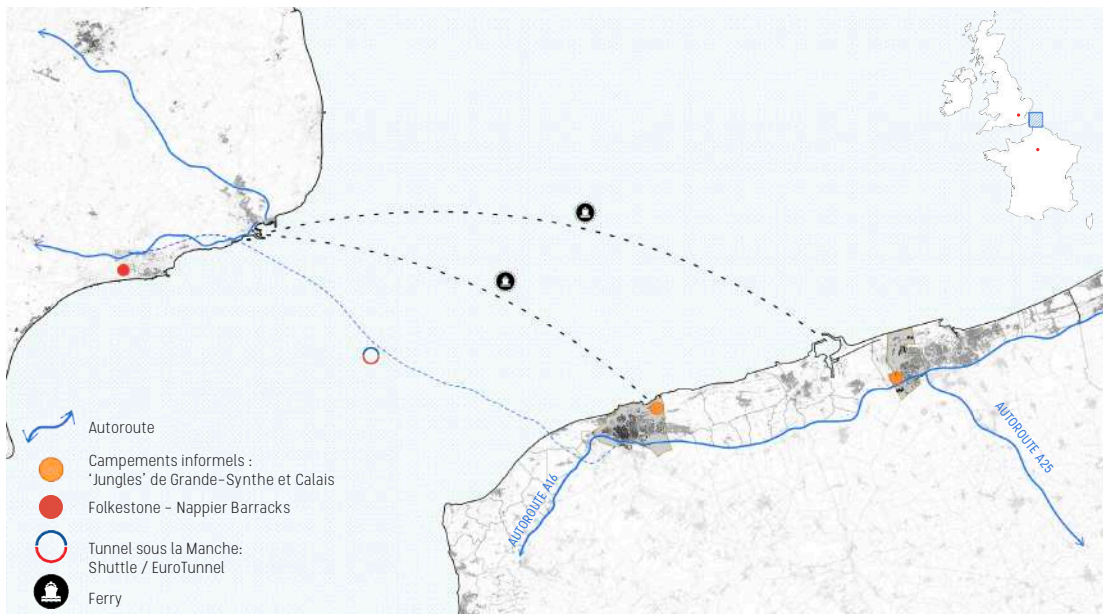 Autoroute
Campements informels :
'Jungles' de Grande-Synthe et Calais
Folkestone - Nappier Barracks
Tunnel sous la Manche:
Shuttle / EuroTunnel
Ferry
AUTOROUTE A16
AUTOROUTE A25